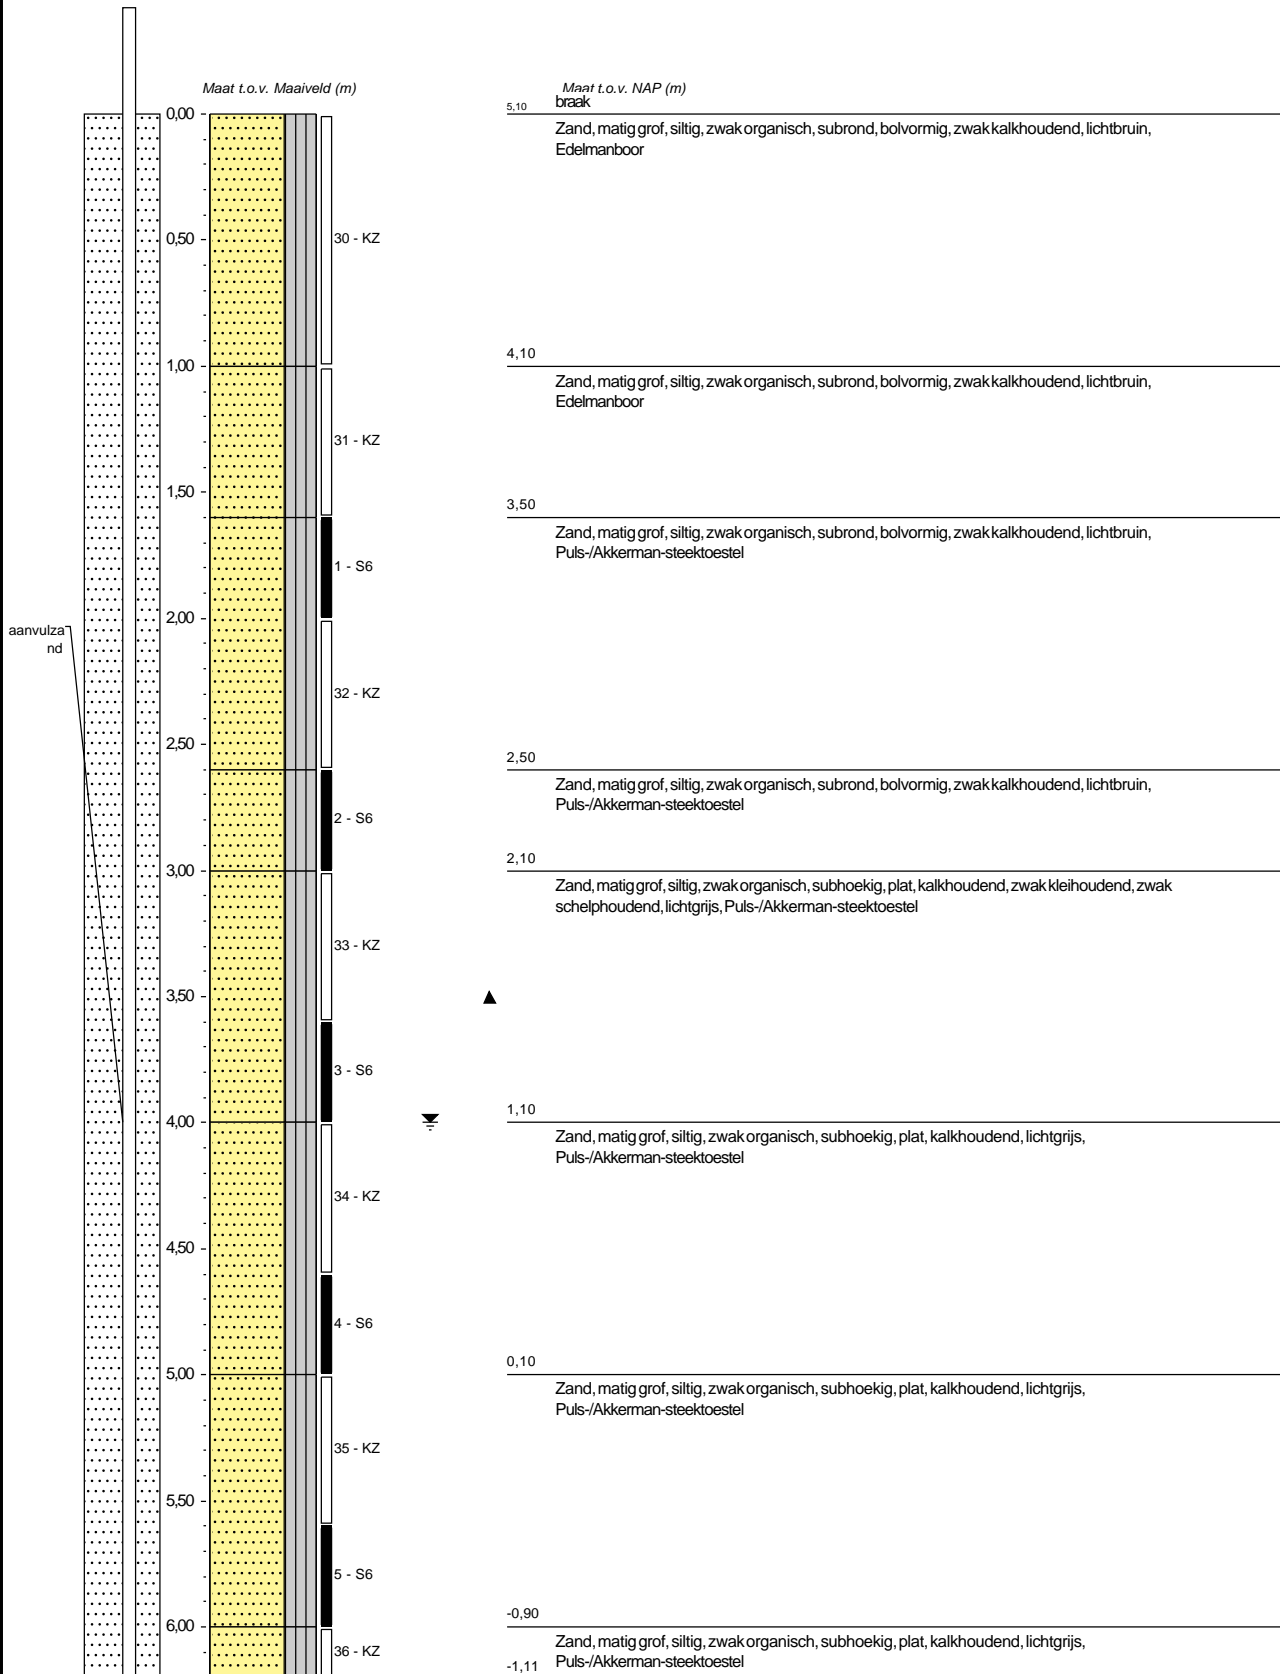 Maat t.o.v. Maaiveld (m)
Maat t.o.v. NAP (m)
5,10
braak
0,00
Zand, matig grof, siltig, zwak organisch, subrond, bolvormig, zwak kalkhoudend, lichtbruin,
Edelmanboor
0,50
30 - KZ
4,10
1,00
Zand, matig grof, siltig, zwak organisch, subrond, bolvormig, zwak kalkhoudend, lichtbruin,
Edelmanboor
31 - KZ
1,50
3,50
Zand, matig grof, siltig, zwak organisch, subrond, bolvormig, zwak kalkhoudend, lichtbruin,
Puls-/Akkerman-steektoestel
1 - S6
2,00
aanvulza
nd
32 - KZ
2,50
2,50
Zand, matig grof, siltig, zwak organisch, subrond, bolvormig, zwak kalkhoudend, lichtbruin,
Puls-/Akkerman-steektoestel
2 - S6
2,10
3,00
Zand, matig grof, siltig, zwak organisch, subhoekig, plat, kalkhoudend, zwak kleihoudend, zwak
schelphoudend, lichtgrijs, Puls-/Akkerman-steektoestel
33 - KZ
3,50
3 - S6
1,10
4,00
Zand, matig grof, siltig, zwak organisch, subhoekig, plat, kalkhoudend, lichtgrijs,
Puls-/Akkerman-steektoestel
34 - KZ
4,50
4 - S6
0,10
5,00
Zand, matig grof, siltig, zwak organisch, subhoekig, plat, kalkhoudend, lichtgrijs,
Puls-/Akkerman-steektoestel
35 - KZ
5,50
5 - S6
-0,90
6,00
Zand, matig grof, siltig, zwak organisch, subhoekig, plat, kalkhoudend, lichtgrijs,
Puls-/Akkerman-steektoestel
36 - KZ
-1,11